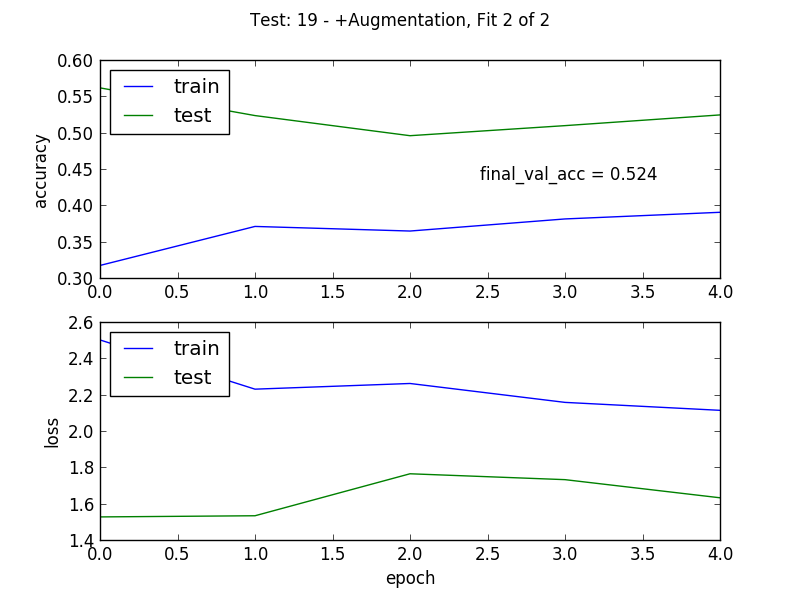 Test: 19 - +Augmentation, Fit 2 of 2
0.60
0.55
0.50
0.45
0.40
0.35
0.30
accuracy
train
test
final_val_acc = 0.524
0.0 0.5 1.0 1.5 2.0 2.5 3.0 3.5 4.0
2.6
2.4
2.2
2.0
1.8
1.6
1.4
loss
train
test
0.0 0.5 1.0 1.5 2.0 2.5 3.0 3.5 4.0
epoch